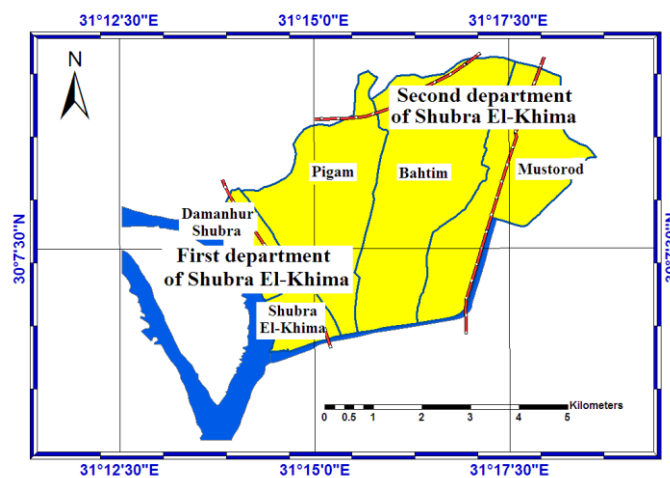 31°12'30"E 31°15'0"E 31°17'30"E
N
Second department
of Shubra El-Khima
Pigam
Bahtim
Mustorod
Damanhur
Shubra
30°7'30"N
30°7'30"N
First department
of Shubra El-Khima
Shubra
El-Khima
Kilometers
0 0.5 1 2 3 4 5
31°12'30"E 31°15'0"E 31°17'30"E